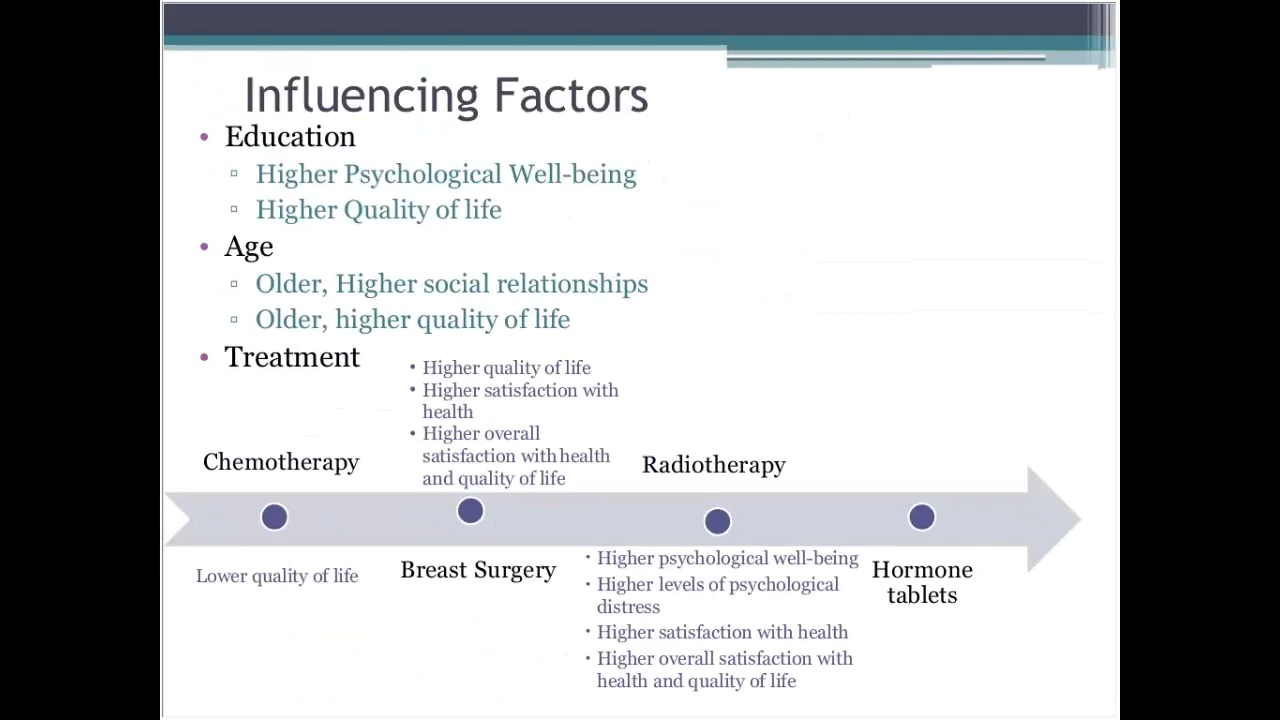 Influencing Factors
• Education
▫ Higher Psychological Well-being
▫ Higher Quality of life
• Age
▫ Older, Higher social relationships
▫ Older, higher quality of life
• Treatment
Chemotherapy
Lower quality of life
• Higher quality of life
• Higher satisfaction with
health
• Higher overall
satisfaction with health
and quality of life
Breast Surgery
Radiotherapy
• Higher psychological well-being
• Higher levels of psychological
distress
• Higher satisfaction with health
• Higher overall satisfaction with
health and quality of life
Hormone
tablets